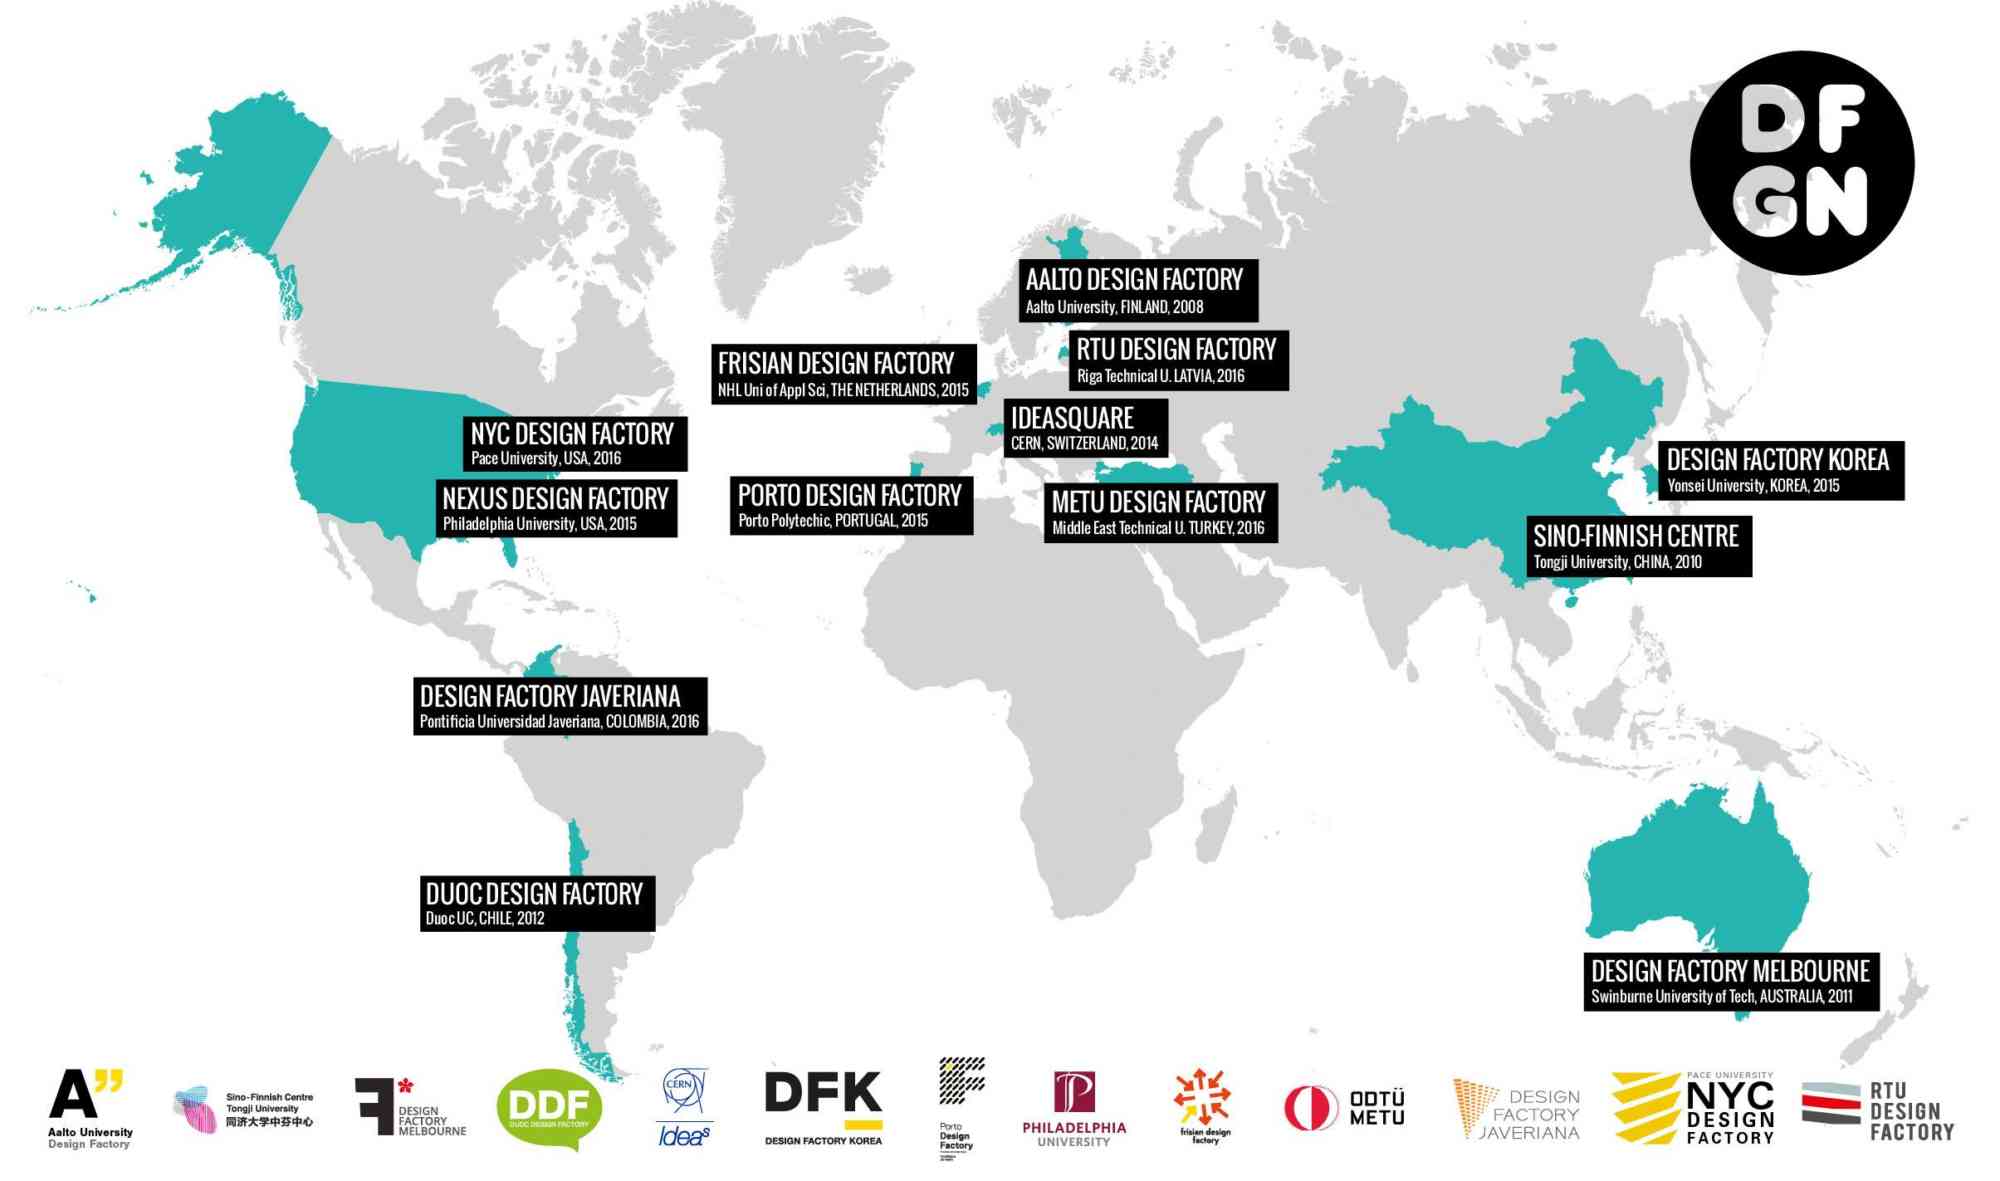 DF
GN
AALTO DESIGN FACTORY
Aalto University, FINLAND, 2008
RTU DESIGN FACTORY
Riga Technical U. LATVIA, 2016
FRISIAN DESIGN FACTORY
NHL Uni of Appl Sci, THE NETHERLANDS, 2015
IDEASQUARE
CERN, SWITZERLAND, 2014
NYC DESIGN FACTORY
Pace University, USA, 2016
DESIGN FACTORY KOREA
Yonsei University, KOREA, 2015
NEXUS DESIGN FACTORY
Philadelphia University, USA, 2015
PORTO DESIGN FACTORY
Porto Polytechic, PORTUGAL, 2015
METU DESIGN FACTORY
Middle East Technical U. TURKEY, 2016
SINO-FINNISH CENTRE
Tongji University, CHINA, 2010
DESIGN FACTORY JAVERIANA
Pontificia Universidad Javeriana, COLOMBIA, 2016
DUOC DESIGN FACTORY
Duoc UC, CHILE, 2012
DESIGN FACTORY MELBOURNE
Swinburne University of Tech, AUSTRALIA, 2011
A”
Aalto University
Design Factory
Sino-Finnish Centre
Tongji University
同济大学中芬中心
DESIGN
FACTORY
MELBOURNE
DDF
DUOC DESIGN FACTORY
CERN
Ideas
DFK
DESIGN FACTORY KOREA
Porto
Design
Factory
P
PHILADELPHIA
UNIVERSITY
frisian design
factory
ODTÜ
METU
DESIGN
FACTORY
JAVERIANA
PACE UNIVERSITY
NYC
DESIGN
FACTORY
RTU
DESIGN
FACTORY